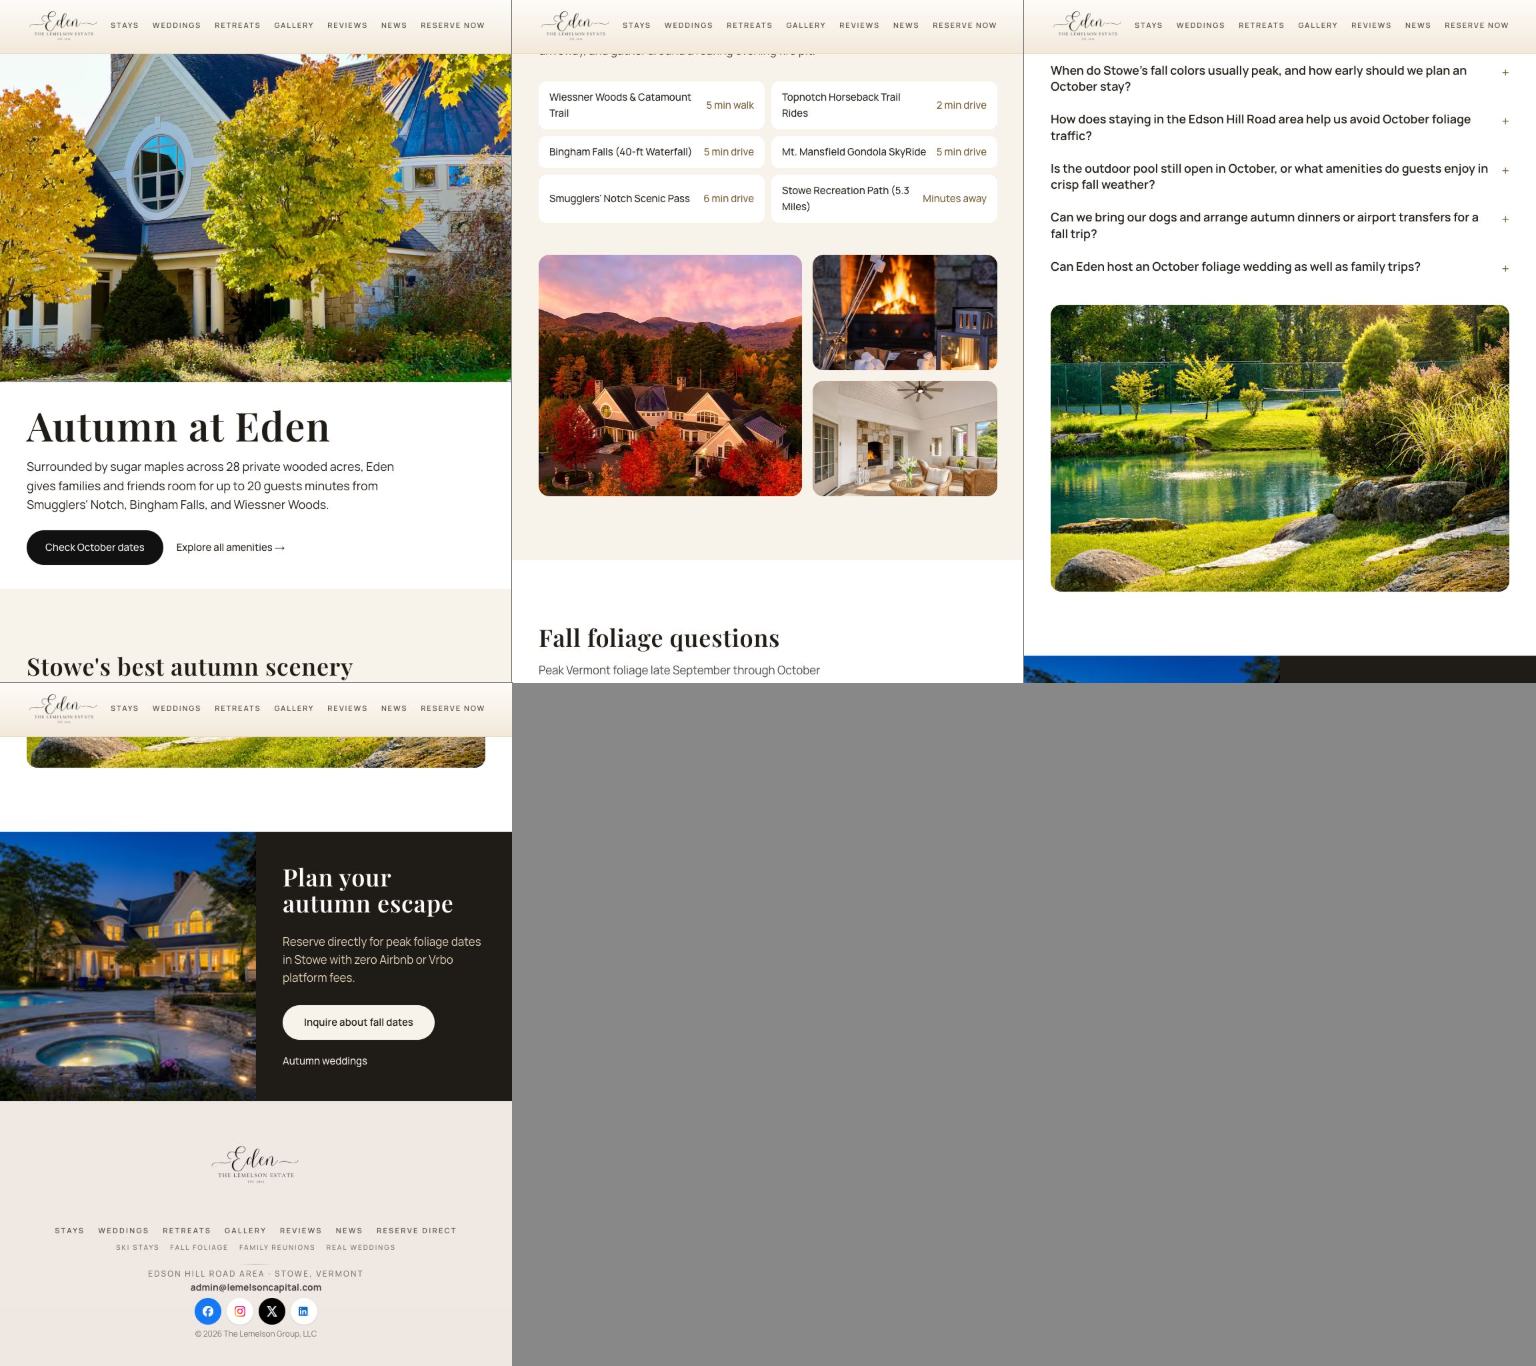 Eden
THE LEMELSON ESTATE
STAYS WEDDINGS RETREATS GALLERY REVIEWS NEWS RESERVE NOW
Autumn at Eden
Surrounded by sugar maples across 28 private wooded acres, Eden
gives families and friends room for up to 20 guests minutes from
Smugglers' Notch, Bingham Falls, and Wiessner Woods.
Check October dates Explore all amenities →
Stowe's best autumn scenery
Eden
THE LEMELSON ESTATE
STAYS WEDDINGS RETREATS GALLERY REVIEWS NEWS RESERVE NOW
Wiessner Woods & Catamount
Trail
5 min walk
Topnotch Horseback Trail
Rides
2 min drive
Bingham Falls (40-ft Waterfall) 5 min drive
Mt. Mansfield Gondola SkyRide 5 min drive
Smugglers' Notch Scenic Pass 6 min drive
Stowe Recreation Path (5.3
Miles)
Minutes away
Fall foliage questions
Peak Vermont foliage late September through October
Eden
THE LEMELSON ESTATE
STAYS WEDDINGS RETREATS GALLERY REVIEWS NEWS RESERVE NOW
When do Stowe's fall colors usually peak, and how early should we plan an
October stay? +
How does staying in the Edson Hill Road area help us avoid October foliage
traffic? +
Is the outdoor pool still open in October, or what amenities do guests enjoy in
crisp fall weather? +
Can we bring our dogs and arrange autumn dinners or airport transfers for a
fall trip? +
Can Eden host an October foliage wedding as well as family trips? +
Eden
THE LEMELSON ESTATE
STAYS WEDDINGS RETREATS GALLERY REVIEWS NEWS RESERVE NOW
Plan your
autumn escape
Reserve directly for peak foliage dates
in Stowe with zero Airbnb or Vrbo
platform fees.
Inquire about fall dates
Autumn weddings
Eden
THE LEMELSON ESTATE
STAYS WEDDINGS RETREATS GALLERY REVIEWS NEWS RESERVE DIRECT
SKI STAYS FALL FOLIAGE FAMILY REUNIONS REAL WEDDINGS
EDSON HILL ROAD AREA · STOWE, VERMONT
admin@lemelsoncapital.com
© 2026 The Lemelson Group, LLC